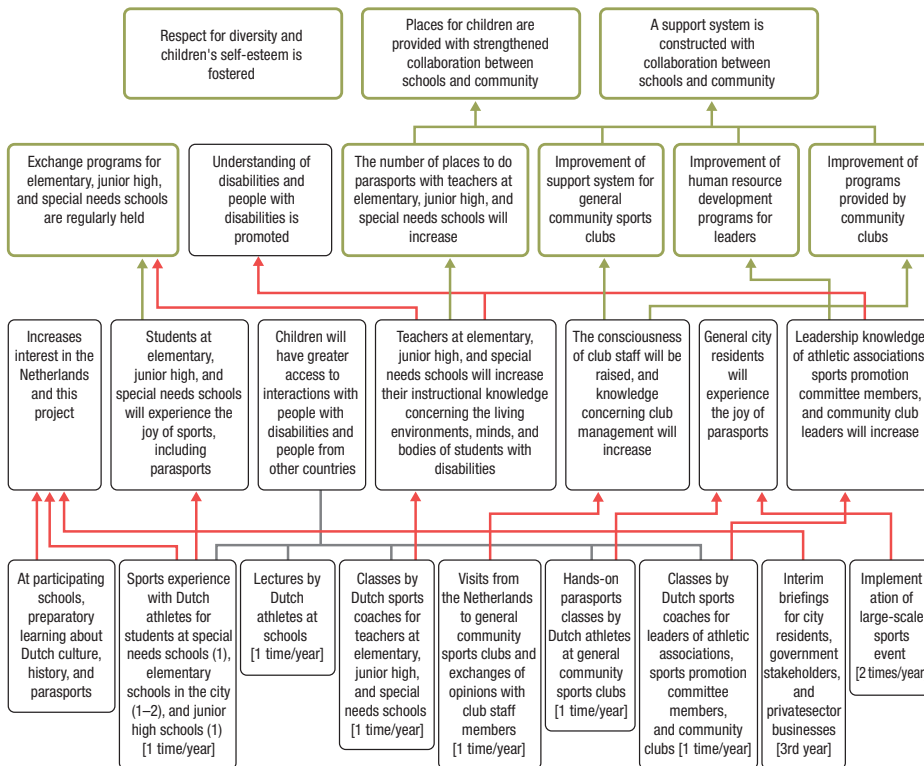 Respect for diversity and
children's self-esteem is
fostered
Places for children are
provided with strengthened
collaboration between
schools and community
A support system is
constructed with
collaboration between
schools and community
Exchange programs for
elementary, junior high,
and special needs schools
are regularly held
Understanding of
disabilities and
people with
disabilities is
promoted
The number of places to do
parasports with teachers at
elementary, junior high, and
special needs schools will
increase
Improvement of
support system for
general
community sports
clubs
Improvement of
human resource
development
programs for
leaders
Improvement of
programs
provided by
community
clubs
Increases
interest in the
Netherlands
and this
project
Students at
elementary,
junior high, and
special needs schools
will experience the
joy of sports,
including
parasports
Children will
have greater
access to
interactions with
people with
disabilities and
people from
other countries
Teachers at elementary,
junior high, and special
needs schools will increase
their instructional knowledge
concerning the living
environments, minds, and
bodies of students with
disabilities
The consciousness
of club staff will be
raised, and
knowledge
concerning club
management will
increase
General city
residents
will
experience
the joy of
parasports
Leadership knowledge
of athletic associations,
sports promotion
committee members,
and community club
leaders will increase
At participating
schools,
preparatory
learning about
Dutch culture,
history, and
parasports
Sports experience
with Dutch
athletes for
students at special
needs schools (1),
elementary
schools in the city
(1–2), and junior
high schools (1)
[1 time/year]
Lectures by
Dutch
athletes at
schools
[1 time/year]
Classes by
Dutch sports
coaches for
teachers at
elementary,
junior high,
and special
needs schools
[1 time/year]
Visits from
the Netherlands
to general
community
sports clubs and
exchanges of
opinions with
club staff
members
[1 time/year]
Hands-on
parasports
classes by
Dutch athletes
at general
community
sports clubs
[1 time/year]
Classes by
Dutch sports
coaches for
leaders of athletic
associations,
sports promotion
committee
members,
and community
clubs [1 time/year]
Interim
briefings for
city residents,
government
stakeholders,
and
privatesector
businesses
[3rd year]
Implement
ation of
large-scale
sports
event
[2 times/year]